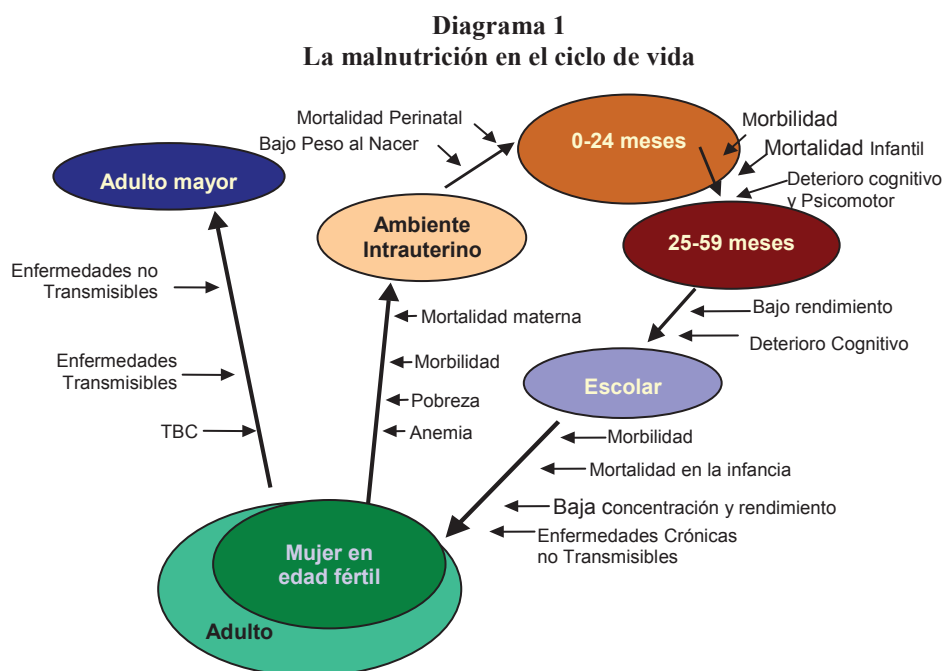 Diagrama 1
La malnutrición en el ciclo de vida
Mortalidad Perinatal
Bajo Peso al Nacer
0-24 meses
Morbilidad
Mortalidad Infantil
Deterioro cognitivo
y Psicomotor
Adulto mayor
Ambiente
Intrauterino
25-59 meses
Enfermedades no
Transmisibles
Mortalidad materna
Bajo rendimiento
Deterioro Cognitivo
Enfermedades
Transmisibles
Morbilidad
Pobreza
Anemia
Escolar
TBC
Morbilidad
Mortalidad en la infancia
Baja concentración y rendimiento
Enfermedades Crónicas
no Transmisibles
Mujer en
edad fértil
Adulto